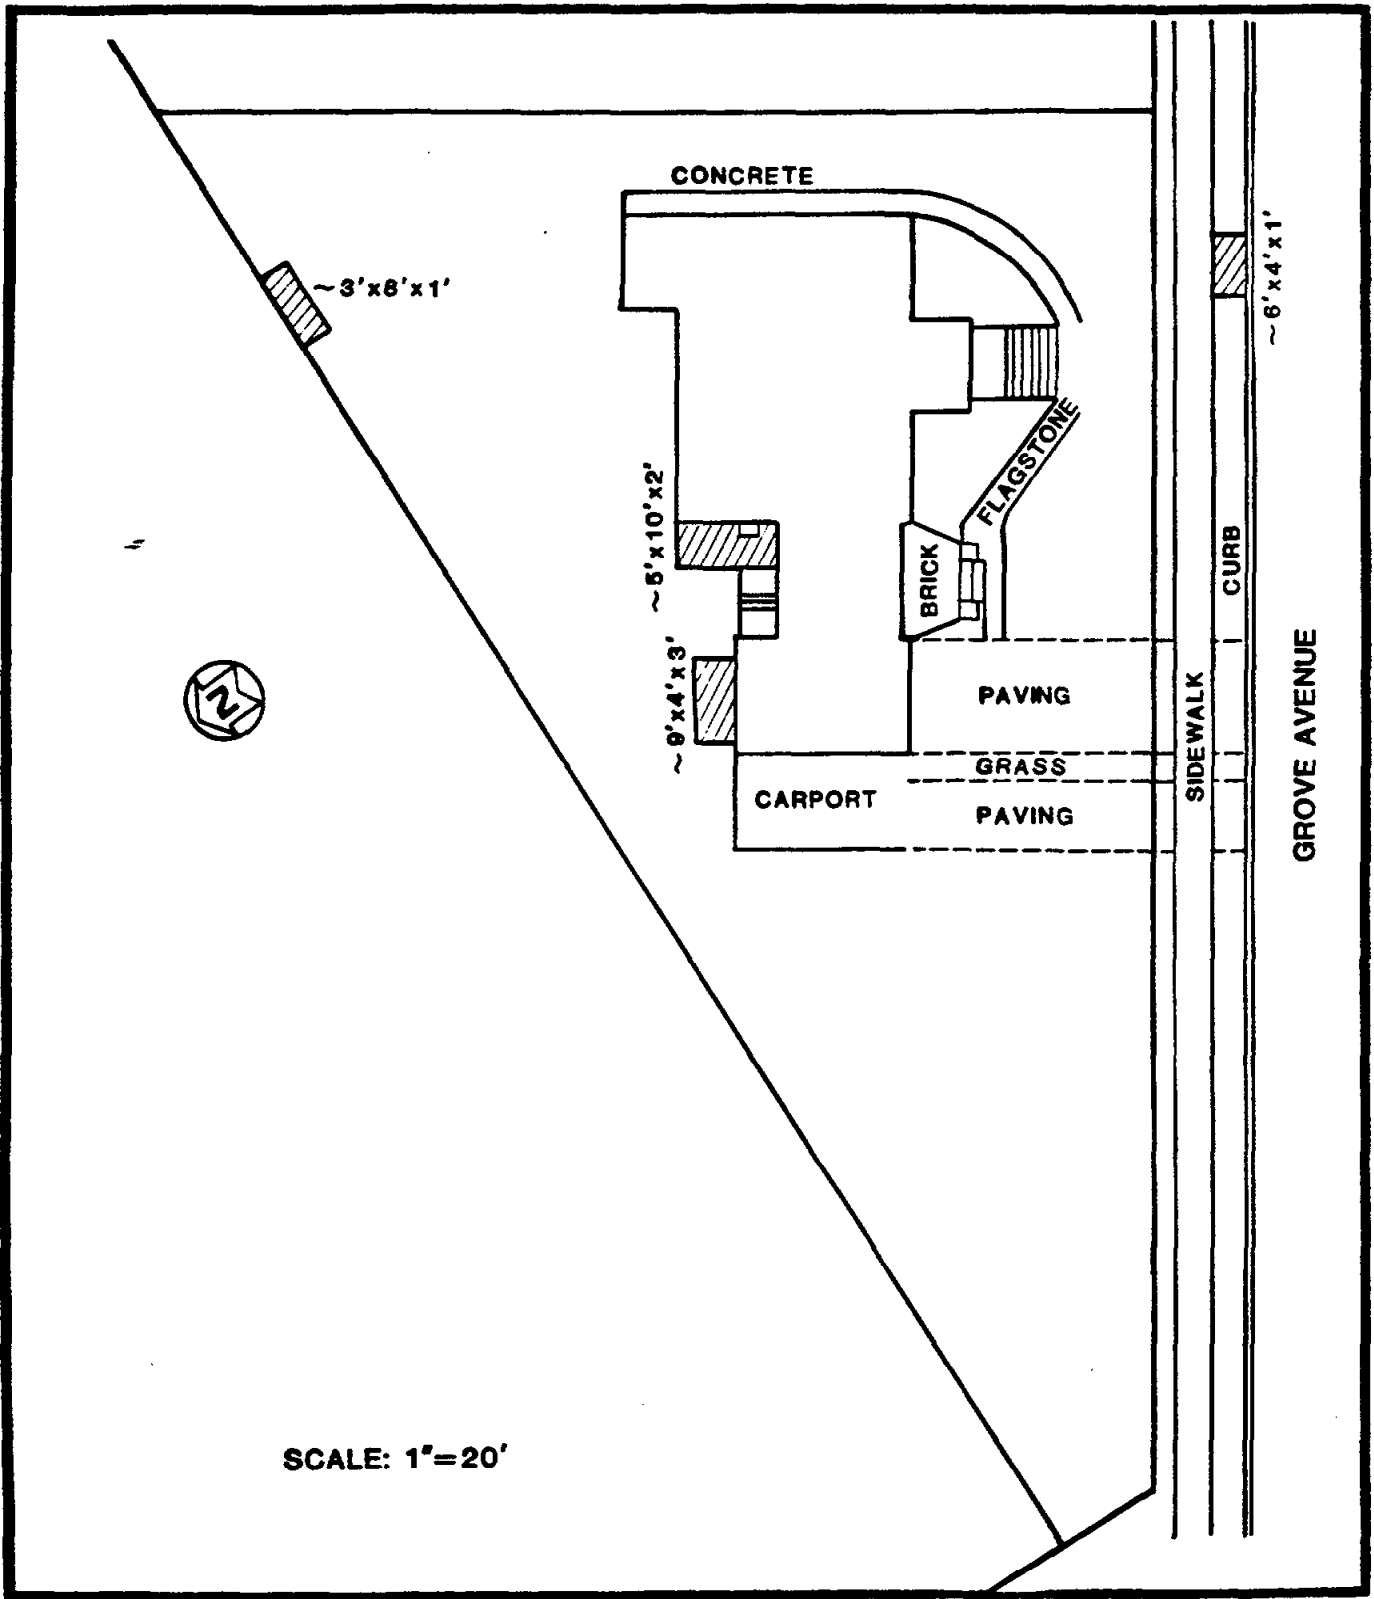 CONCRETE
~3'x8'x1'
~6'x4'x1'
FLAGSTONE
~5'x10'x2'
BRICK
CURB
~9'x4'x3'
N
PAVING
SIDEWALK
GROVE AVENUE
GRASS
CARPORT
PAVING
SCALE: 1"=20'